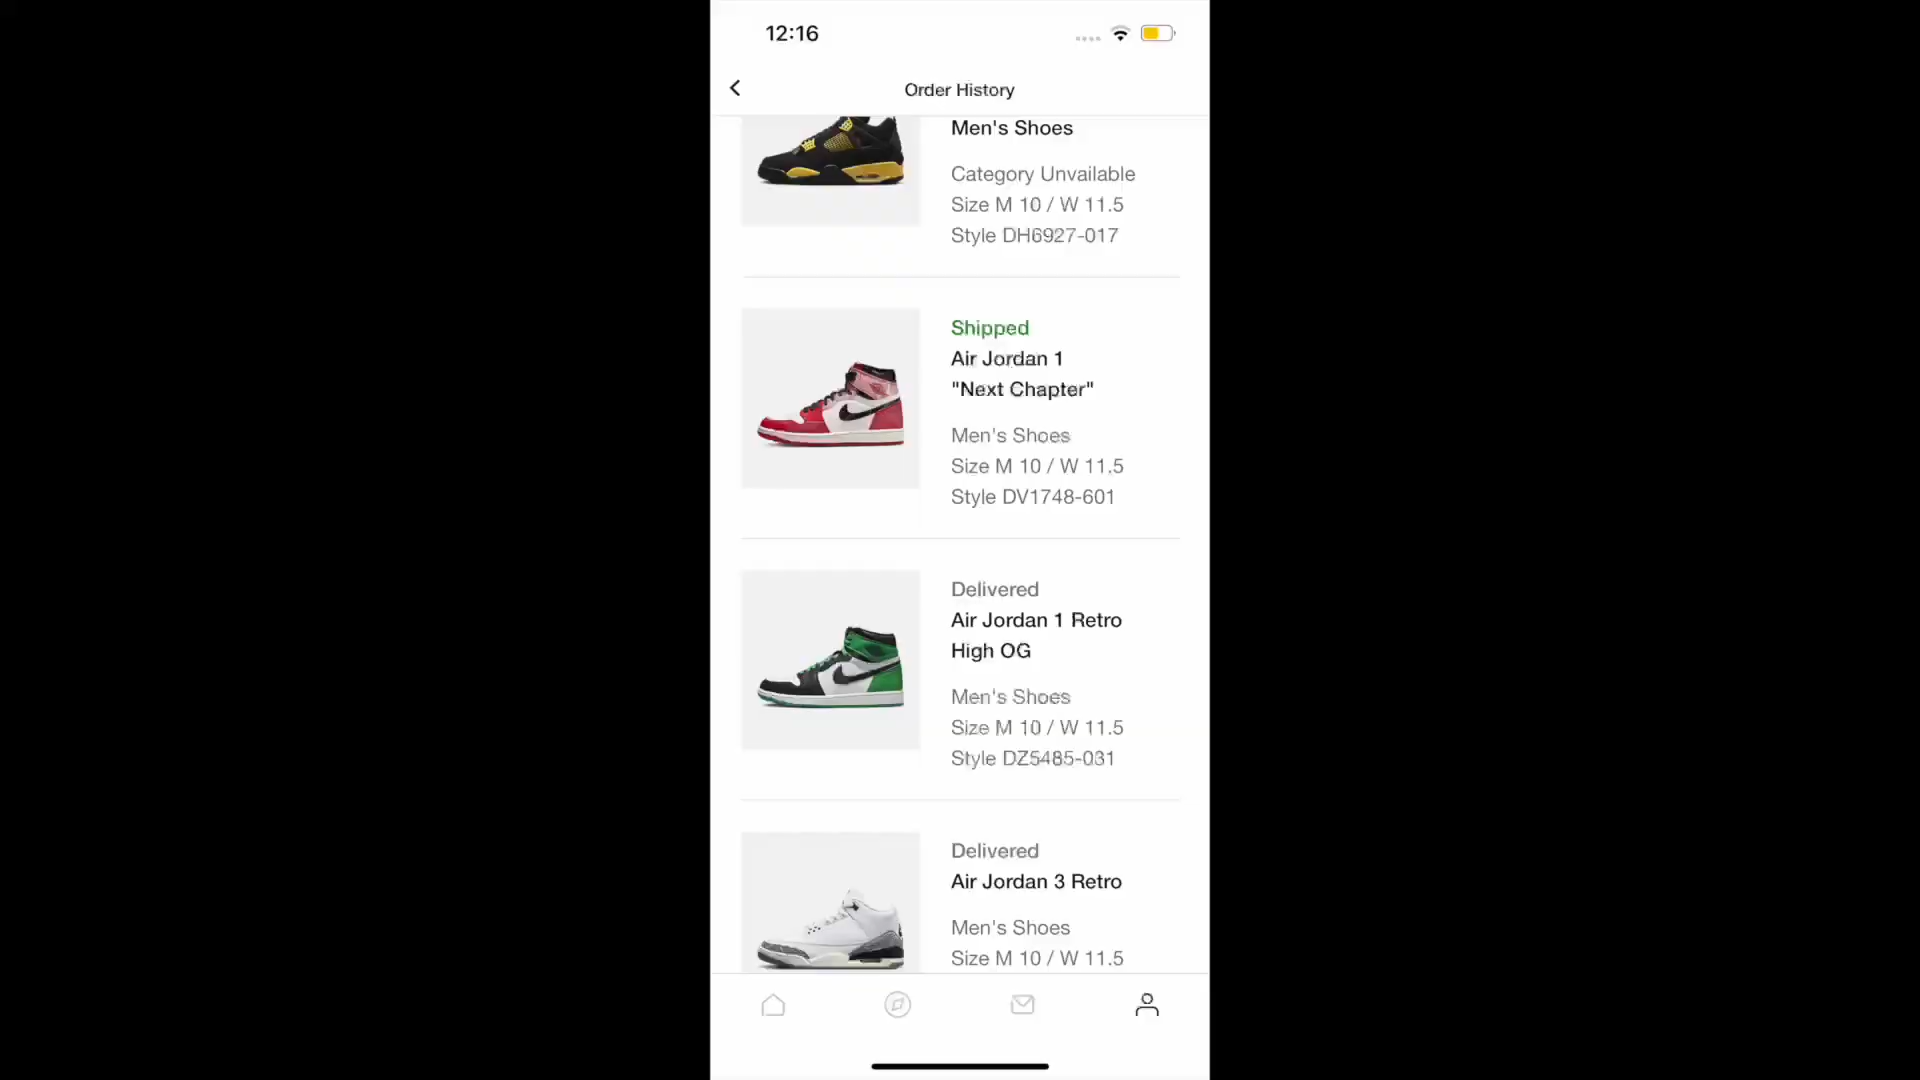 12:16
Order History
Men's Shoes
Category Unvailable
Size M 10 / W 11.5
Style DH6927-017
Shipped
Air Jordan 1
"Next Chapter"
Men's Shoes
Size M 10 / W 11.5
Style DV1748-601
Delivered
Air Jordan 1 Retro
High OG
Men's Shoes
Size M 10 / W 11.5
Style DZ5485-031
Delivered
Air Jordan 3 Retro
Men's Shoes
Size M 10 / W 11.5